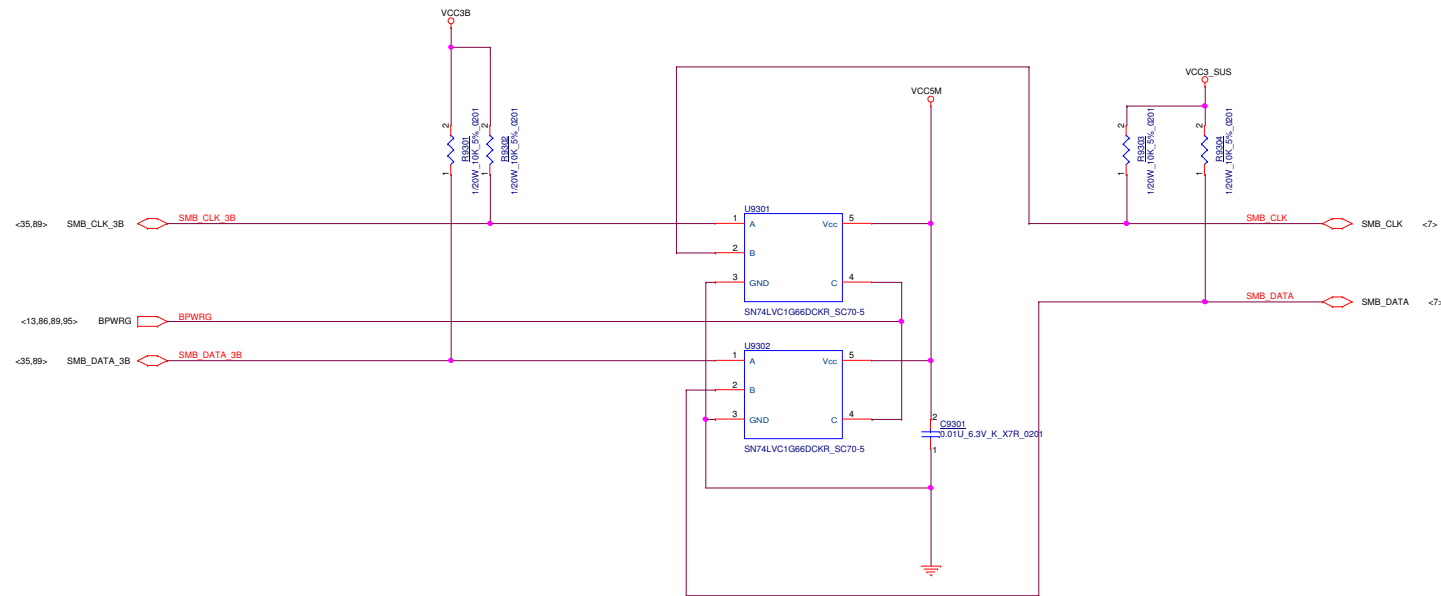 VCC3B
VCC5M
VCC3_SUS
2
R9301
1/20W_10K_5%_0201
1
2
R9302
1/20W_10K_5%_0201
1
2
R9303
1/20W_10K_5%_0201
1
2
R9304
1/20W_10K_5%_0201
1
<35,89> SMB_CLK_3B SMB_CLK_3B
U9301
1 A Vcc 5
2 B
3 GND C 4
SN74LVC1G66DCKR_SC70-5
SMB_CLK SMB_CLK <7>
SMB_DATA SMB_DATA <7>
<13,86,89,95> BPWRG BPWRG
<35,89> SMB_DATA_3B SMB_DATA_3B
U9302
1 A Vcc 5
2 B
3 GND C 4
SN74LVC1G66DCKR_SC70-5
2
C9301
0.01U_6.3V_K_X7R_0201
1